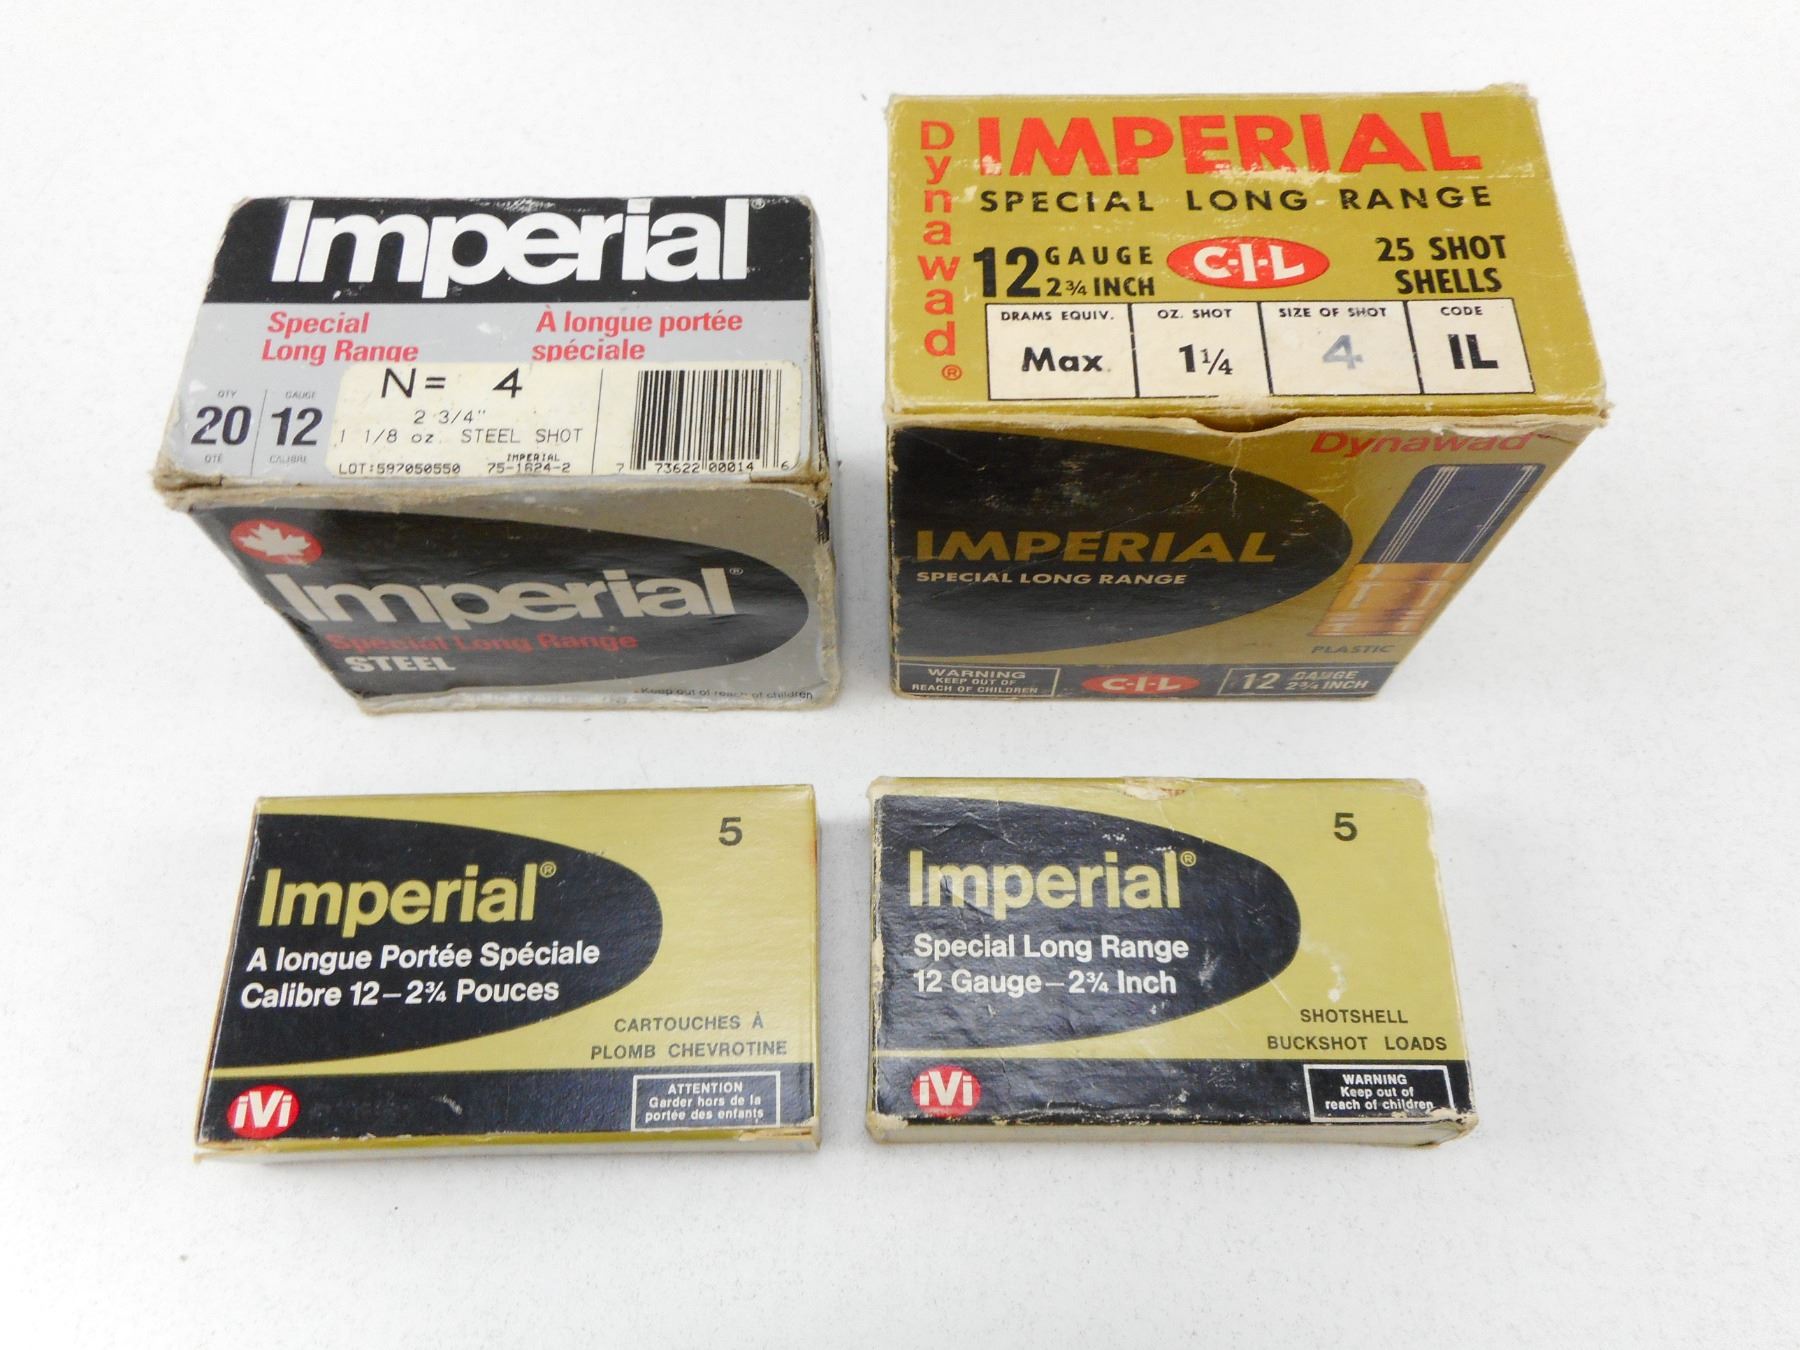 Imperial®
Special
Long Range
À longue portée
spéciale
QTY
20
QTÉ
GAUGE
12
CALIBRE
N= 4
2 3/4"
1 1/8 oz. STEEL SHOT
LOT:597050550
IMPERIAL
75-1624-2
7 73622 00014 6
Imperial®
Special Long Range
STEEL
Keep out of reach of children
Dynawad®
IMPERIAL
SPECIAL LONG RANGE
12 GAUGE
2¾ INCH
C-I-L
25 SHOT
SHELLS
DRAMS EQUIV.
Max.
OZ. SHOT
1¼
SIZE OF SHOT
4
CODE
IL
Dynawad®
IMPERIAL
SPECIAL LONG RANGE
PLASTIC
WARNING
KEEP OUT OF
REACH OF CHILDREN
C-I-L
12 GAUGE
2¾ INCH
5
Imperial®
A longue Portée Spéciale
Calibre 12–2¾ Pouces
CARTOUCHES À
PLOMB CHEVROTINE
iVi
ATTENTION
Garder hors de la
portée des enfants
5
Imperial®
Special Long Range
12 Gauge–2¾ Inch
SHOTSHELL
BUCKSHOT LOADS
iVi
WARNING
Keep out of
reach of children